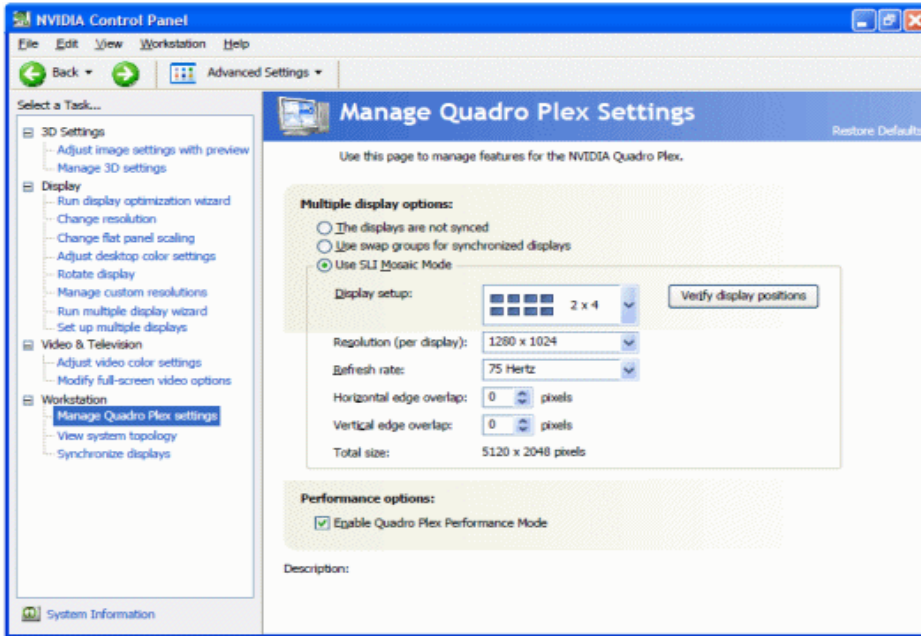 NVIDIA Control Panel
File Edit View Workstation Help
Back Advanced Settings
Select a Task...
3D Settings
Adjust image settings with preview
Manage 3D settings
Display
Run display optimization wizard
Change resolution
Change flat panel scaling
Adjust desktop color settings
Rotate display
Manage custom resolutions
Run multiple display wizard
Set up multiple displays
Video & Television
Adjust video color settings
Modify full-screen video options
Workstation
Manage Quadro Plex settings
View system topology
Synchronize displays
System Information
Manage Quadro Plex Settings
Restore Defaults
Use this page to manage features for the NVIDIA Quadro Plex.
Multiple display options:
The displays are not synced
Use swap groups for synchronized displays
Use SLI Mosaic Mode
Display setup: 2 x 4 Verify display positions
Resolution (per display): 1280 x 1024
Refresh rate: 75 Hertz
Horizontal edge overlap: 0 pixels
Vertical edge overlap: 0 pixels
Total size: 5120 x 2048 pixels
Performance options:
Enable Quadro Plex Performance Mode
Description: